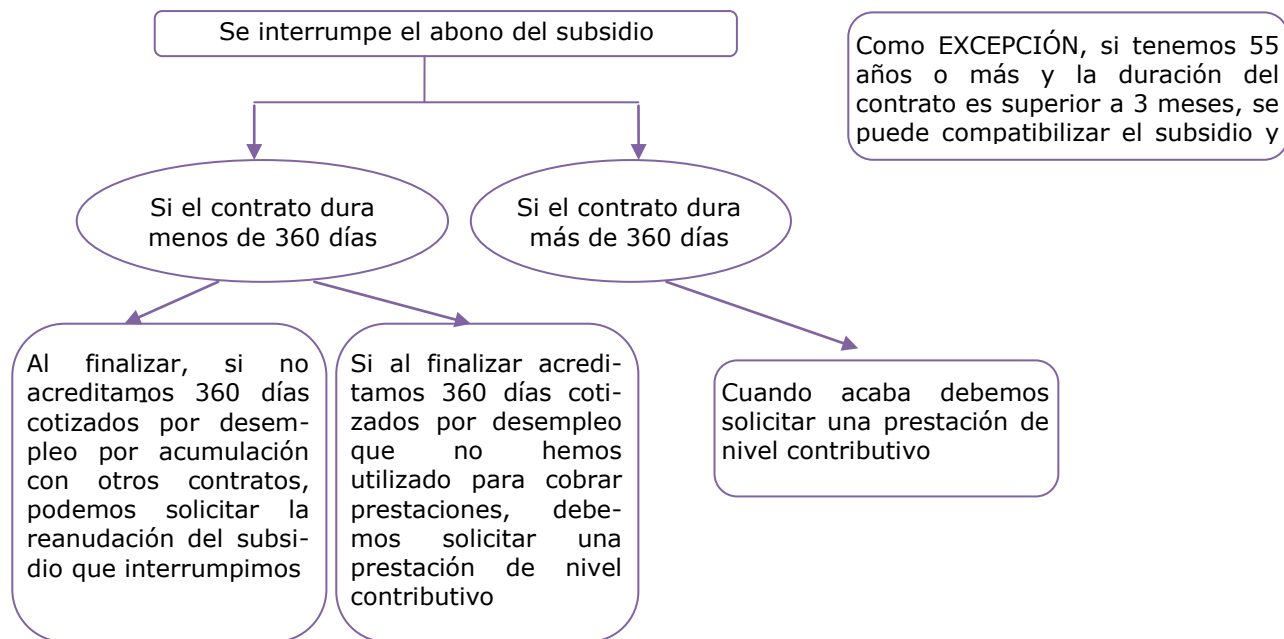 Se interrumpe el abono del subsidio
Como EXCEPCIÓN, si tenemos 55
años o más y la duración del
contrato es superior a 3 meses, se
puede compatibilizar el subsidio y
Si el contrato dura
menos de 360 días
Si el contrato dura
más de 360 días
Al finalizar, si no
acreditamos 360 días
cotizados por desem-
pleo por acumulación
con otros contratos,
podemos solicitar la
reanudación del subsi-
dio que interrumpimos
Si al finalizar acredi-
tamos 360 días coti-
zados por desempleo
que no hemos
utilizado para cobrar
prestaciones, debe-
mos solicitar una
prestación de nivel
contributivo
Cuando acaba debemos
solicitar una prestación de
nivel contributivo